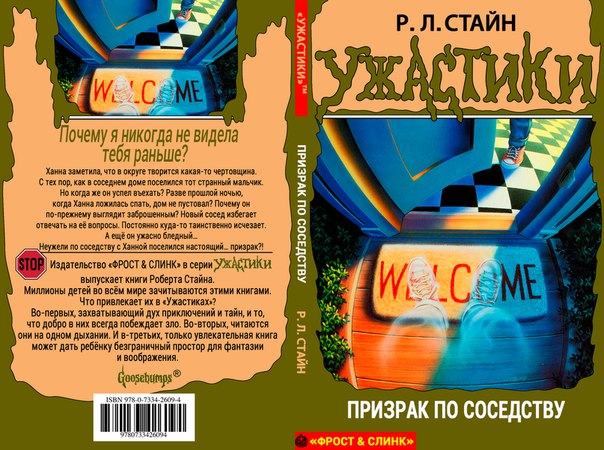 WELCOME
Почему я никогда не видела
тебя раньше?
Ханна заметила, что в округе творится какая-то чертовщина.
С тех пор, как в соседнем доме поселился тот странный мальчик.
Но когда же он успел въехать? Разве прошлой ночью,
когда Ханна ложилась спать, дом не пустовал? Почему он
по-прежнему выглядит заброшенным? Новый сосед избегает
отвечать на её вопросы. Постоянно куда-то таинственно исчезает.
А ещё он ужасно бледный...
Неужели по соседству с Ханной поселился настоящий... призрак?!
STOP Издательство «ФРОСТ & СЛИНК» в серии УЖАСТИКИ
выпускает книги Роберта Стайна.
Миллионы детей во всём мире зачитываются этими книгами.
Что привлекает их в «Ужастиках»?
Во-первых, захватывающий дух приключений и тайн, и то,
что добро в них всегда побеждает зло. Во-вторых, читаются
они на одном дыхании. И в-третьих, только увлекательная книга
может дать ребёнку безграничный простор для фантазии
и воображения.
Goosebumps®
ISBN 978-0-7334-2609-4
9780733426094
«УЖАСТИКИ»™
ПРИЗРАК ПО СОСЕДСТВУ
Р. Л. СТАЙН
Р. Л. СТАЙН
УЖАСТИКИ
WELCOME
ПРИЗРАК ПО СОСЕДСТВУ
«ФРОСТ & СЛИНК»